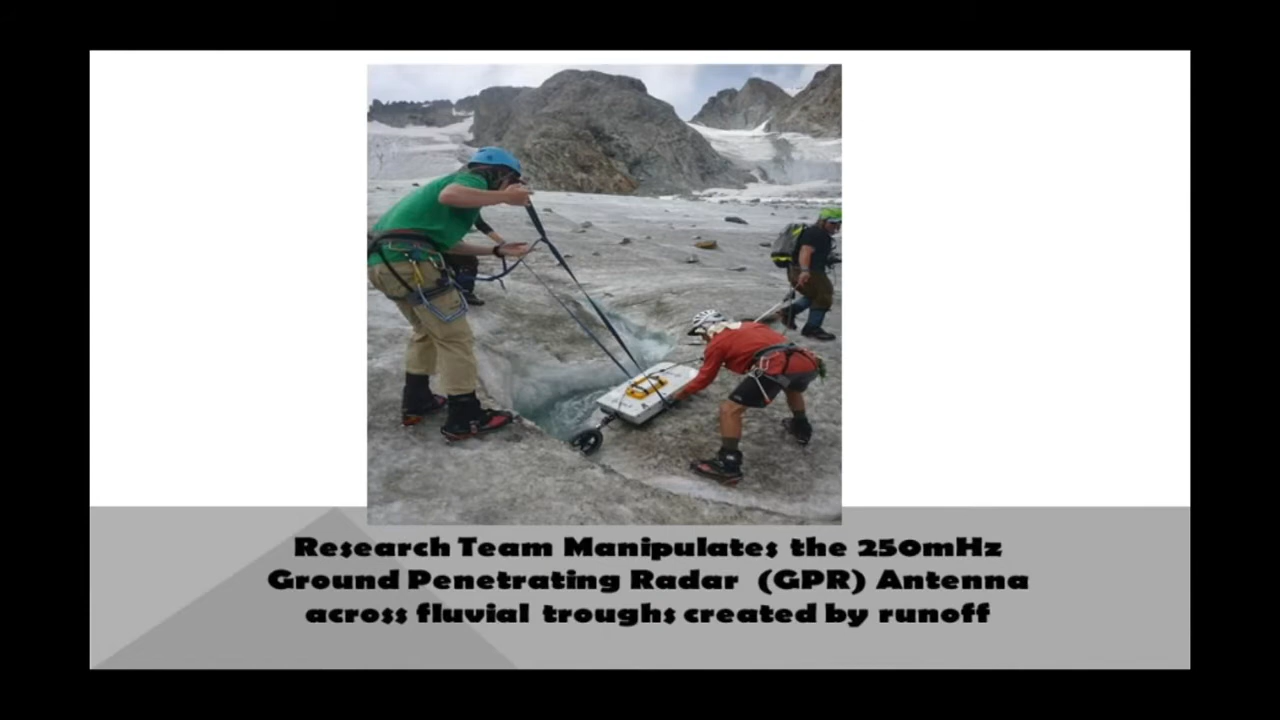 Research Team Manipulates the 250mHz
Ground Penetrating Radar (GPR) Antenna
across fluvial troughs created by runoff